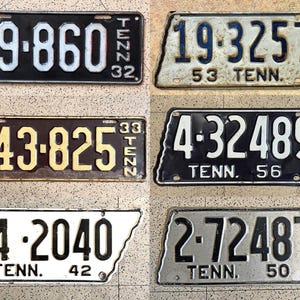 9·860
TENN
32
19·325
53 TENN.
43·825
33
TENN
4·3248
TENN. 56
·2040
TENN. 42
2·7248
TENN. 50